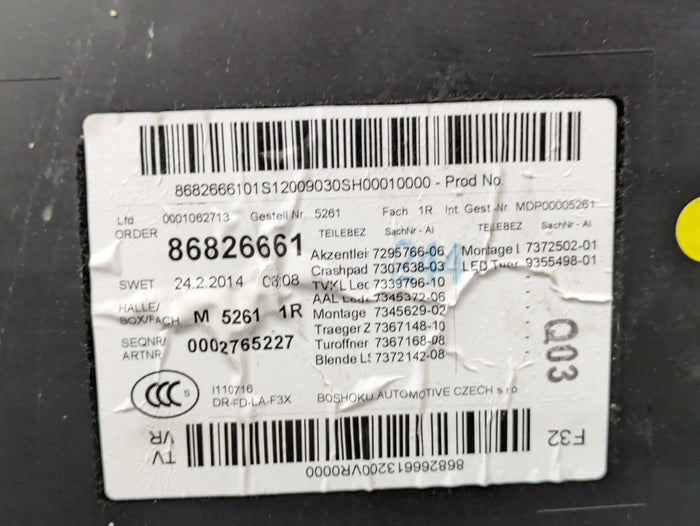 8682666101S12009030SH00010000 - Prod No.
Lfd 0001062713 Gestell Nr. 5261 Fach 1R Int. Gest-Nr. MDP00005261
ORDER 86826661
TEILEBEZ SachNr - AI TEILEBEZ SachNr - AI
Akzentlei 7295766-06 Montage l 7372502-01
Crashpad 7307638-03 LED Tuer 9355498-01
SWET 24.2.2014
TVKL Lec 7339796-10
AAL Lede 7345372-06
HALLE/
BOX/FACH M 5261 1R
Montage 7345629-02
Traeger Z 7367148-10
SEQNR/
ARTNR 0002765227
Turoffner 7367168-08
Blende LS 7372142-08
Q03
CCC S
I110716
DR-FD-LA-F3X BOSHOKU AUTOMOTIVE CZECH s.r.o.
F32
TV
VR
8682666613200VR0000